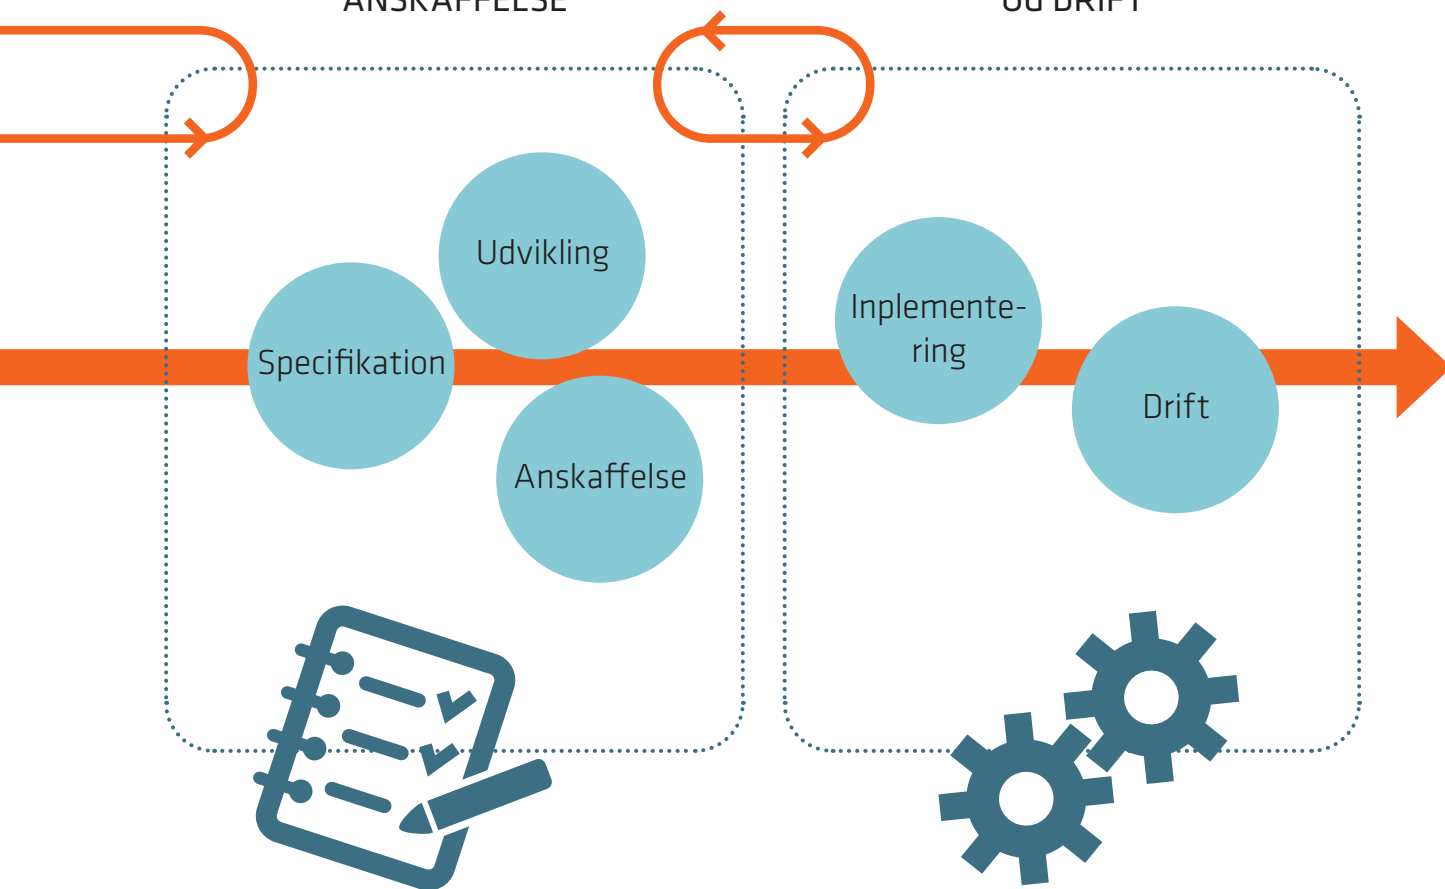 ANSKAFFELSE
OG DRIFT
Udvikling
Specifikation
Anskaffelse
Inplemente-
ring
Drift